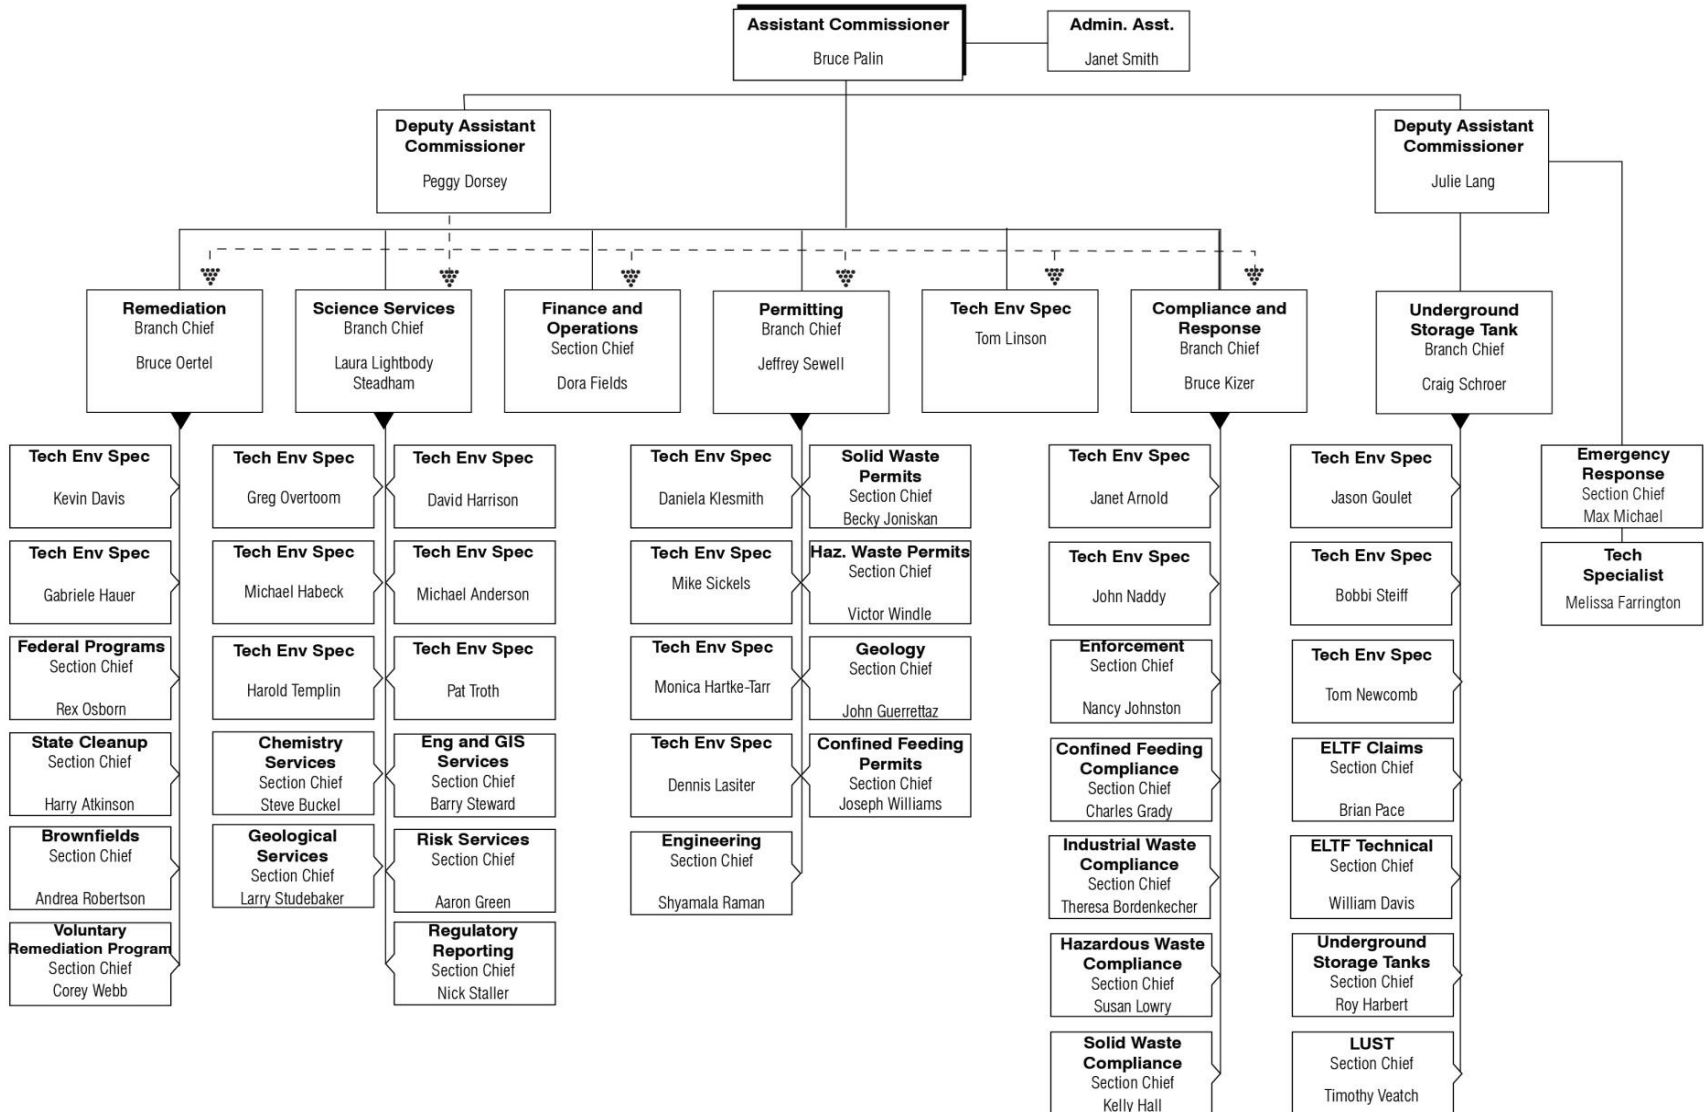 Assistant Commissioner
Bruce Palin
Admin. Asst.
Janet Smith
Deputy Assistant
Commissioner
Peggy Dorsey
Deputy Assistant
Commissioner
Julie Lang
Remediation
Branch Chief
Bruce Oertel
Science Services
Branch Chief
Laura Lightbody
Steadham
Finance and
Operations
Section Chief
Dora Fields
Permitting
Branch Chief
Jeffrey Sewell
Tech Env Spec
Tom Linson
Compliance and
Response
Branch Chief
Bruce Kizer
Underground
Storage Tank
Branch Chief
Craig Schroer
Tech Env Spec
Kevin Davis
Tech Env Spec
Gabriele Hauer
Federal Programs
Section Chief
Rex Osborn
State Cleanup
Section Chief
Harry Atkinson
Brownfields
Section Chief
Andrea Robertson
Voluntary
Remediation Program
Section Chief
Corey Webb
Tech Env Spec
Greg Overtoom
Tech Env Spec
Michael Habeck
Tech Env Spec
Harold Templin
Chemistry
Services
Section Chief
Steve Buckel
Geological
Services
Section Chief
Larry Studebaker
Tech Env Spec
David Harrison
Tech Env Spec
Michael Anderson
Tech Env Spec
Pat Troth
Eng and GIS
Services
Section Chief
Barry Steward
Risk Services
Section Chief
Aaron Green
Regulatory
Reporting
Section Chief
Nick Staller
Tech Env Spec
Daniela Klesmith
Tech Env Spec
Mike Sickels
Tech Env Spec
Monica Hartke-Tarr
Tech Env Spec
Dennis Lasiter
Engineering
Section Chief
Shyamala Raman
Solid Waste
Permits
Section Chief
Becky Joniskan
Haz. Waste Permits
Section Chief
Victor Windle
Geology
Section Chief
John Guerrettaz
Confined Feeding
Permits
Section Chief
Joseph Williams
Tech Env Spec
Janet Arnold
Tech Env Spec
John Naddy
Enforcement
Section Chief
Nancy Johnston
Confined Feeding
Compliance
Section Chief
Charles Grady
Industrial Waste
Compliance
Section Chief
Theresa Bordenkecher
Hazardous Waste
Compliance
Section Chief
Susan Lowry
Solid Waste
Compliance
Section Chief
Kelly Hall
Tech Env Spec
Jason Goulet
Tech Env Spec
Bobbi Steiff
Tech Env Spec
Tom Newcomb
ELTF Claims
Section Chief
Brian Pace
ELTF Technical
Section Chief
William Davis
Underground
Storage Tanks
Section Chief
Roy Harbert
LUST
Section Chief
Timothy Veatch
Emergency
Response
Section Chief
Max Michael
Tech
Specialist
Melissa Farrington